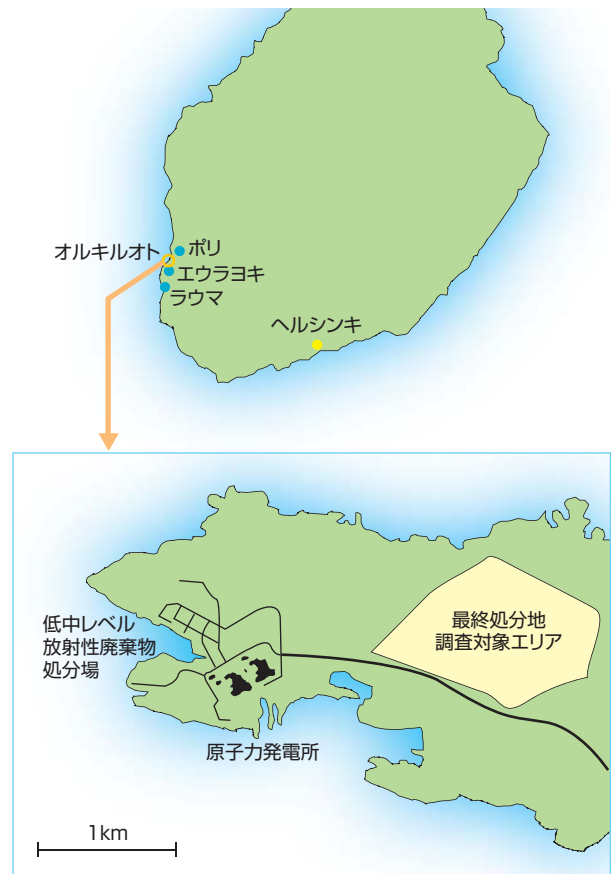 オルキルオト
ポリ
エウラヨキ
ラウマ
ヘルシンキ
低中レベル
放射性廃棄物
処分場
最終処分地
調査対象エリア
原子力発電所
1km